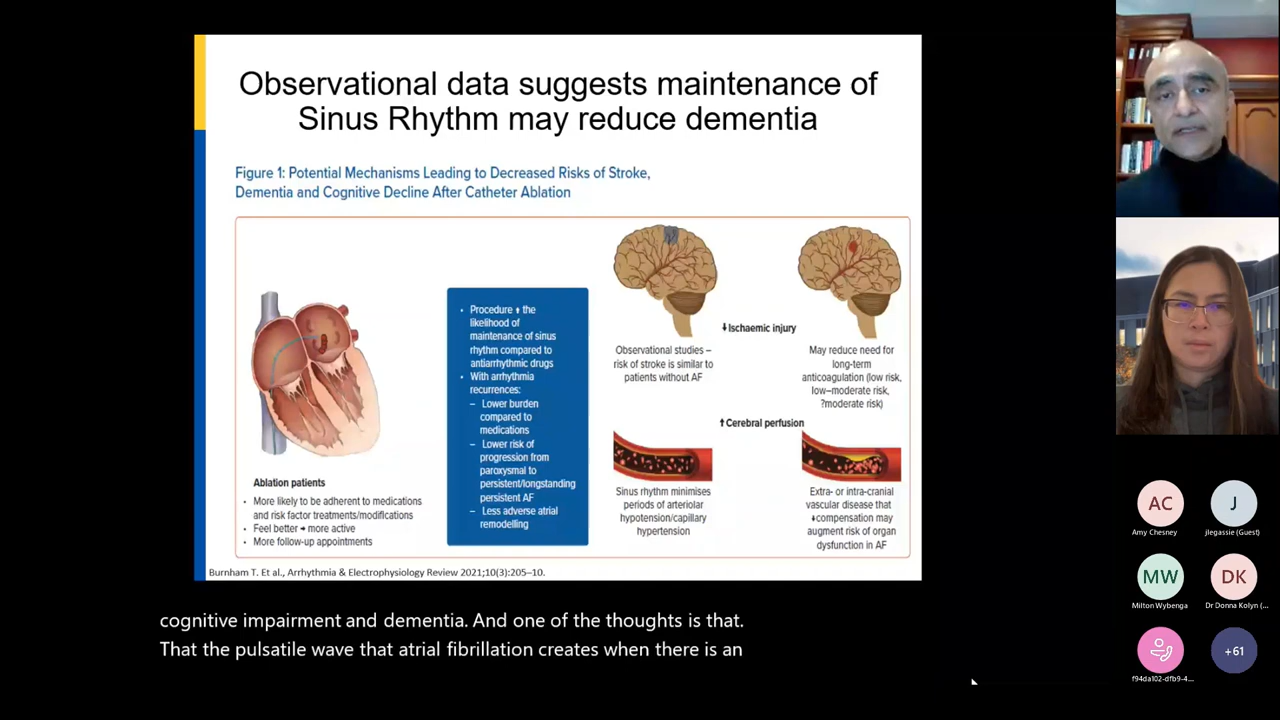 Observational data suggests maintenance of
Sinus Rhythm may reduce dementia
Figure 1: Potential Mechanisms Leading to Decreased Risks of Stroke,
Dementia and Cognitive Decline After Catheter Ablation
Ablation patients
• More likely to be adherent to medications
and risk factor treatments/modifications
• Feel better → more active
• More follow-up appointments
• Procedure ↑ the
likelihood of
maintenance of sinus
rhythm compared to
antiarrhythmic drugs
• With arrhythmia
recurrences:
– Lower burden
compared to
medications
– Lower risk of
progression from
paroxysmal to
persistent/longstanding
persistent AF
– Less adverse atrial
remodelling
↓Ischaemic injury
Observational studies –
risk of stroke is similar to
patients without AF
May reduce need for
long-term
anticoagulation (low risk,
low–moderate risk,
?moderate risk)
↑Cerebral perfusion
Sinus rhythm minimises
periods of arteriolar
hypotension/capillary
hypertension
Extra- or intra-cranial
vascular disease that
↓compensation may
augment risk of organ
dysfunction in AF
Burnham T. Et al., Arrhythmia & Electrophysiology Review 2021;10(3):205–10.
cognitive impairment and dementia. And one of the thoughts is that.
That the pulsatile wave that atrial fibrillation creates when there is an
AC
Amy Chesney
J
jlegassie (Guest)
MW
Milton Wybenga
DK
Dr Donna Kolyn (...
f94da102-dfb9-4...
+61